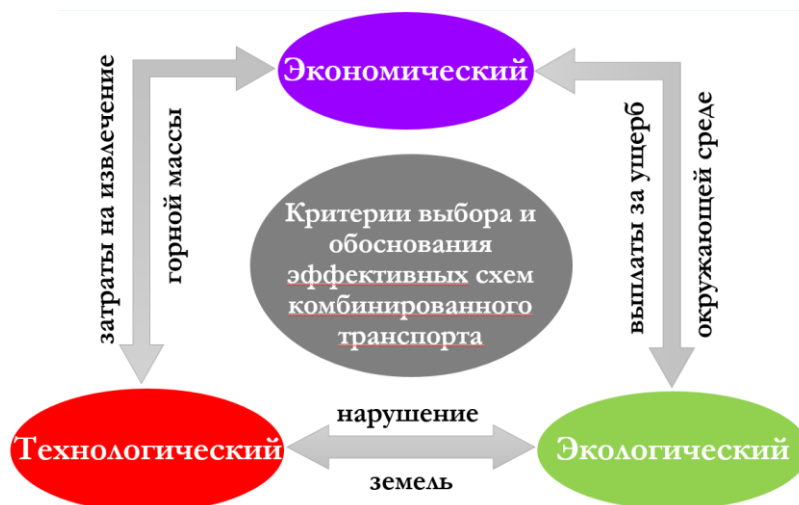 Экономический
затраты на извлечение
горной массы
Критерии выбора и
обоснования
эффективных схем
комбинированного
транспорта
выплаты за ущерб
окружающей среде
Технологический
нарушение
земель
Экологический